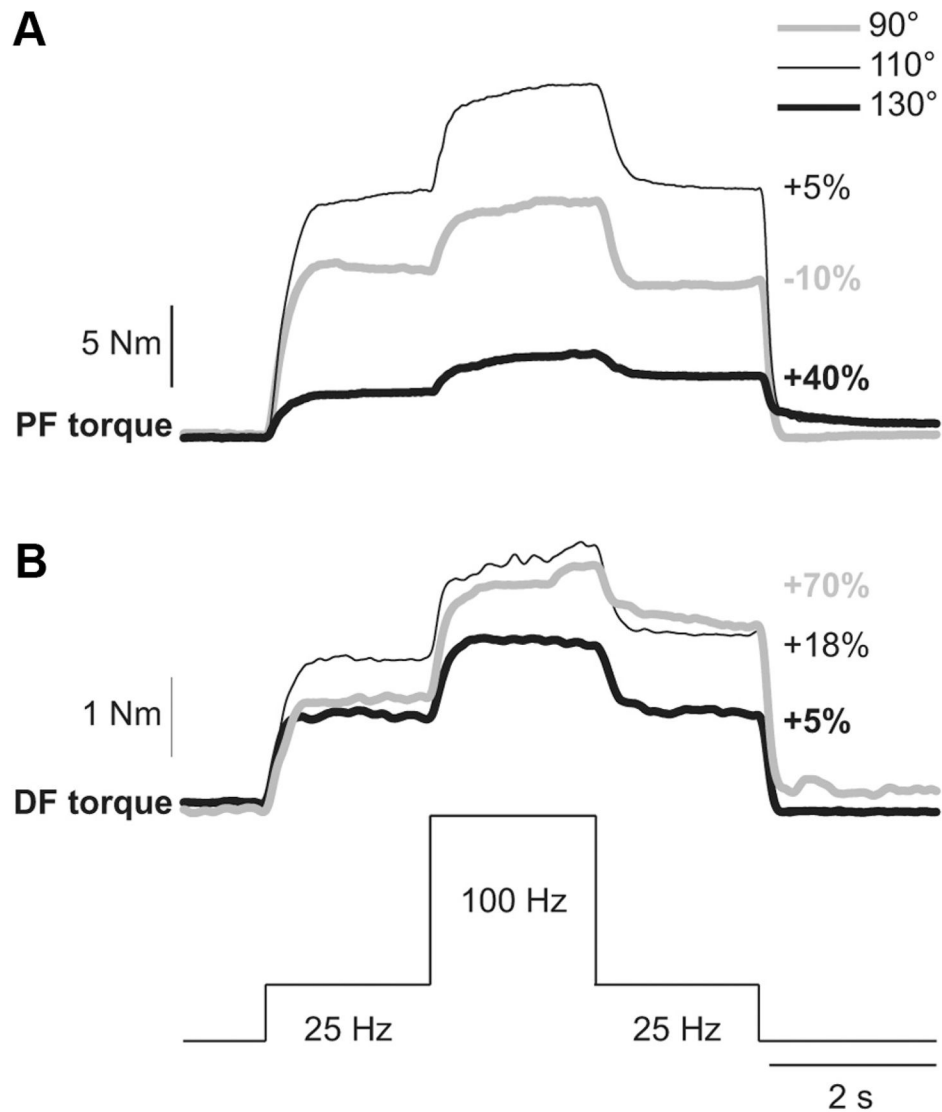 A
90°
110°
130°
+5%
-10%
5 Nm
+40%
PF torque
B
+70%
+18%
1 Nm
+5%
DF torque
100 Hz
25 Hz
25 Hz
2 s